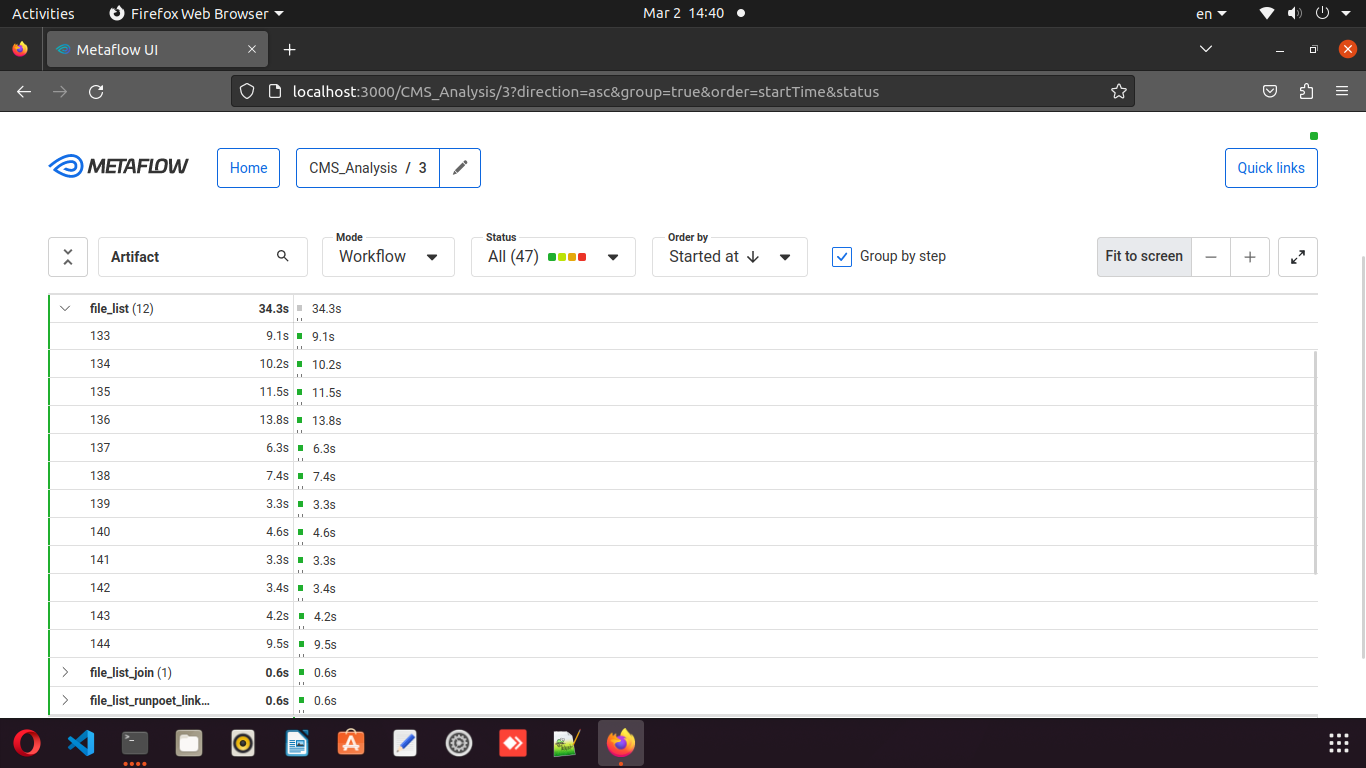 Activities Firefox Web Browser Mar 2 14:40 en
Metaflow UI
localhost:3000/CMS_Analysis/3?direction=asc&group=true&order=startTime&status
METAFLOW Home CMS_Analysis / 3 Quick links
Mode Status Order by
Artifact Workflow All (47) Started at Group by step Fit to screen
file_list (12) 34.3s 34.3s
133 9.1s 9.1s
134 10.2s 10.2s
135 11.5s 11.5s
136 13.8s 13.8s
137 6.3s 6.3s
138 7.4s 7.4s
139 3.3s 3.3s
140 4.6s 4.6s
141 3.3s 3.3s
142 3.4s 3.4s
143 4.2s 4.2s
144 9.5s 9.5s
file_list_join (1) 0.6s 0.6s
file_list_runpoet_link... 0.6s 0.6s